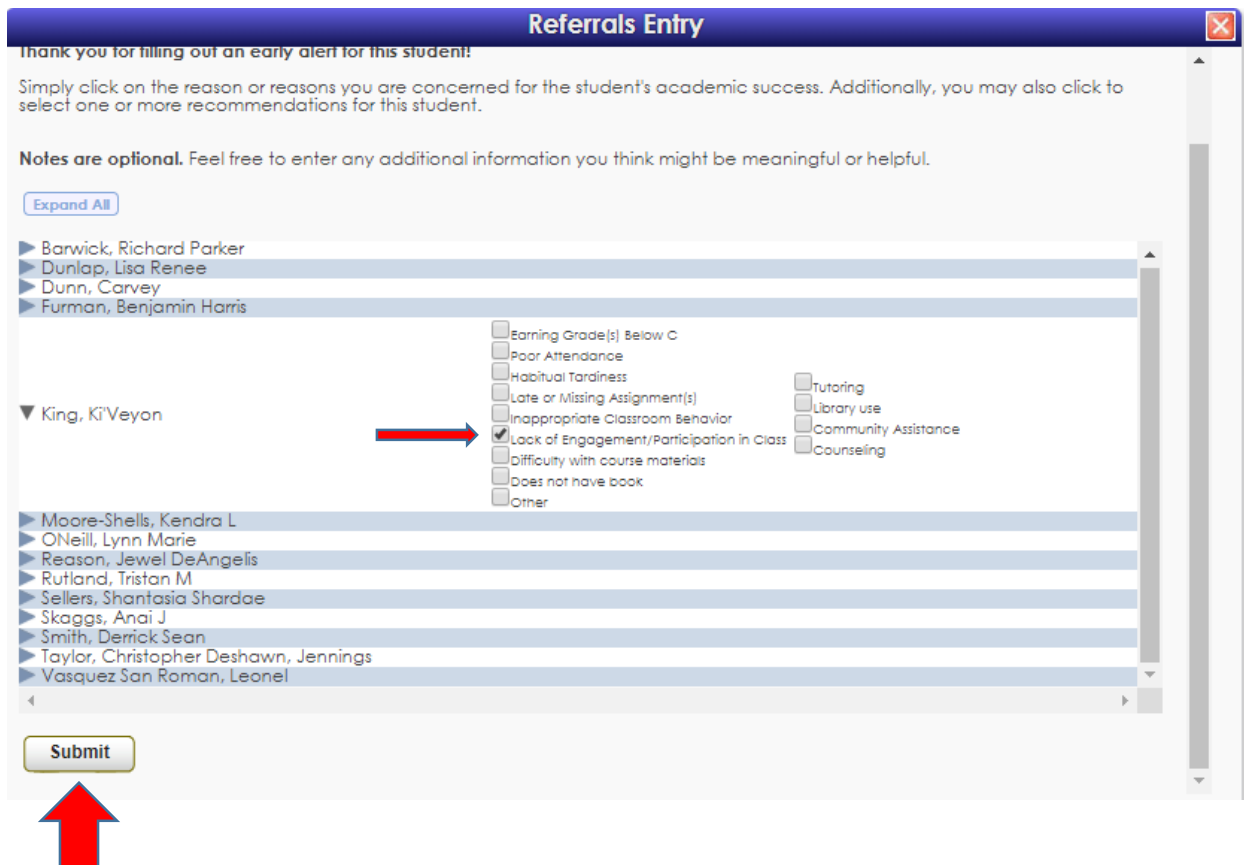 Referrals Entry
Thank you for filling out an early alert for this student!
Simply click on the reason or reasons you are concerned for the student's academic success. Additionally, you may also click to
select one or more recommendations for this student.
Notes are optional. Feel free to enter any additional information you think might be meaningful or helpful.
Expand All
Barwick, Richard Parker
Dunlap, Lisa Renee
Dunn, Carvey
Furman, Benjamin Harris
King, Ki'Veyon
Earning Grade(s) Below C
Poor Attendance
Habitual Tardiness
Late or Missing Assignment(s)
Inappropriate Classroom Behavior
Lack of Engagement/Participation in Class
Difficulty with course materials
Does not have book
Other
Tutoring
Library use
Community Assistance
Counseling
Moore-Shells, Kendra L
ONeill, Lynn Marie
Reason, Jewel DeAngelis
Rutland, Tristan M
Sellers, Shantasia Shardae
Skaggs, Anai J
Smith, Derrick Sean
Taylor, Christopher Deshawn, Jennings
Vasquez San Roman, Leonel
Submit